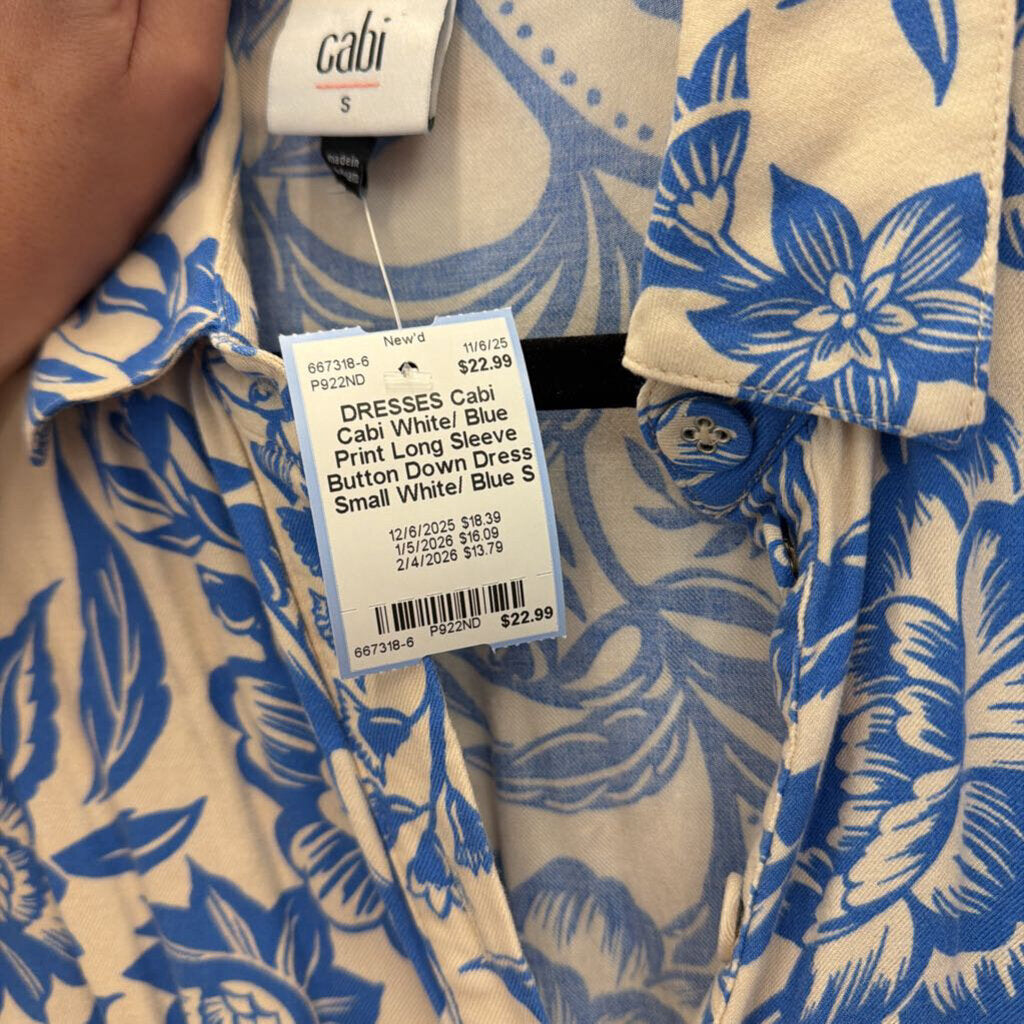 cabi
S
made in
New'd
667318-6 11/6/25
P922ND $22.99
DRESSES Cabi
Cabi White/ Blue
Print Long Sleeve
Button Down Dress
Small White/ Blue S
12/6/2025 $18.39
1/5/2026 $16.09
2/4/2026 $13.79
667318-6 P922ND $22.99